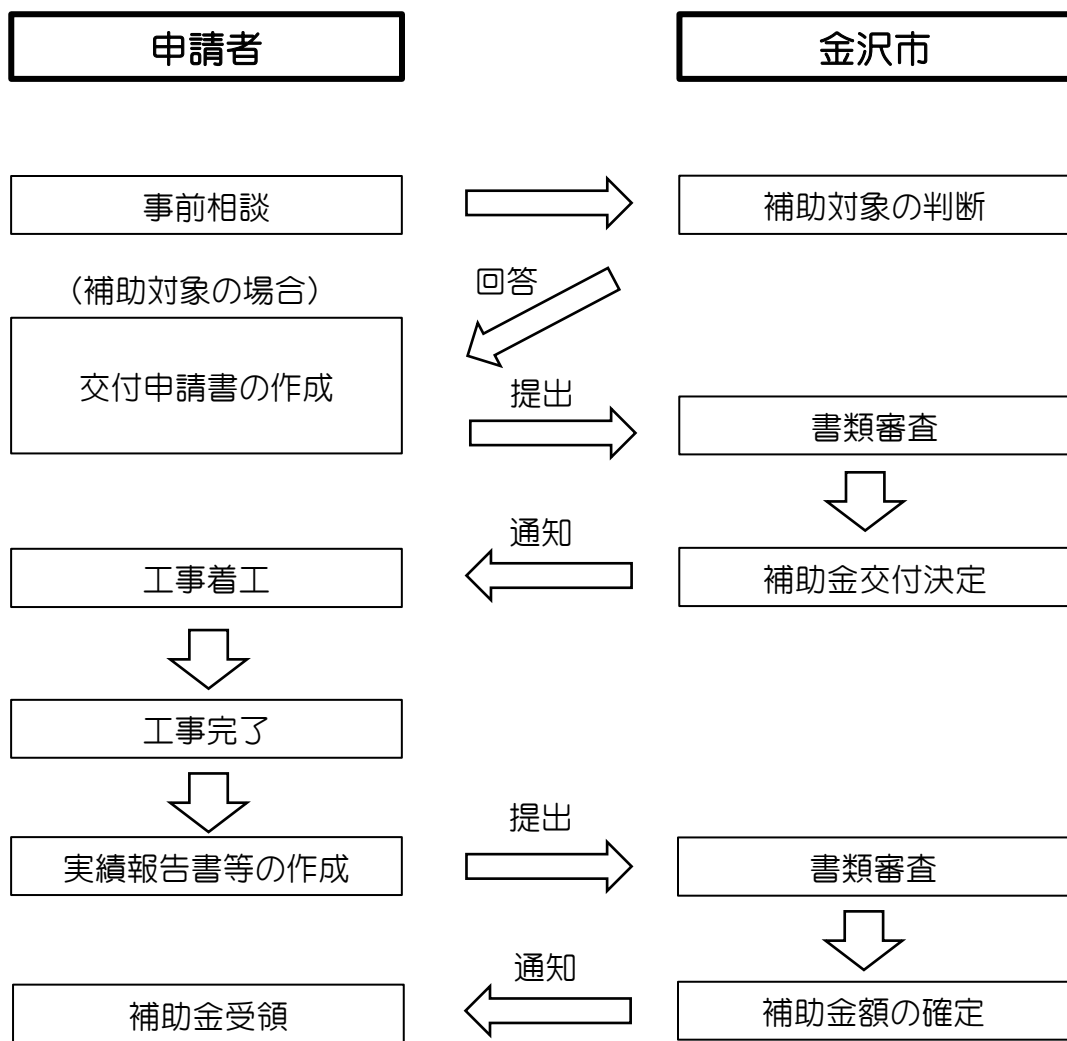 申請者
金沢市
事前相談
補助対象の判断
回答
（補助対象の場合）
交付申請書の作成
提出
書類審査
通知
工事着工
補助金交付決定
工事完了
提出
実績報告書等の作成
書類審査
通知
補助金受領
補助金額の確定